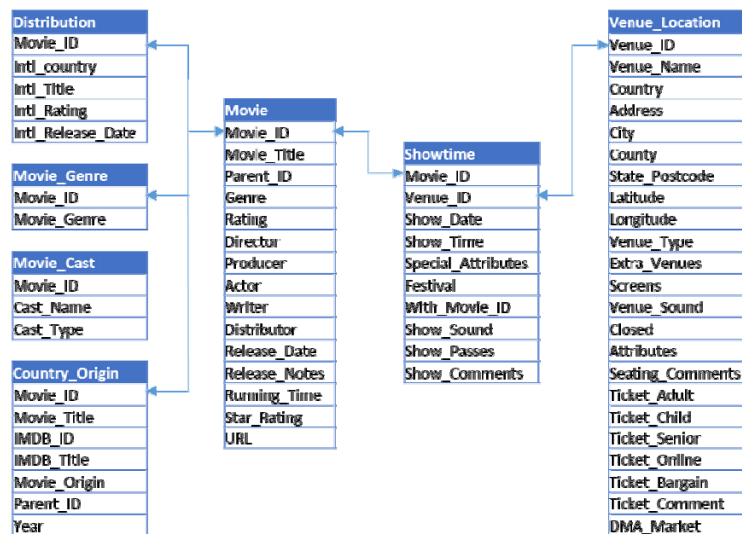 Distribution
Movie_ID
Intl_country
Intl_Title
Intl_Rating
Intl_Release_Date
Movie_Genre
Movie_ID
Movie_Genre
Movie_Cast
Movie_ID
Cast_Name
Cast_Type
Country_Origin
Movie_ID
Movie_Title
IMDB_ID
IMDB_Title
Movie_Origin
Parent_ID
Year
Movie
Movie_ID
Movie_Title
Parent_ID
Genre
Rating
Director
Producer
Actor
Writer
Distributor
Release_Date
Release_Notes
Running_Time
Star_Rating
URL
Showtime
Movie_ID
Venue_ID
Show_Date
Show_Time
Special_Attributes
Festival
With_Movie_ID
Show_Sound
Show_Passes
Show_Comments
Venue_Location
Venue_ID
Venue_Name
Country
Address
City
County
State_Postcode
Latitude
Longitude
Venue_Type
Extra_Venues
Screens
Venue_Sound
Closed
Attributes
Seating_Comments
Ticket_Adult
Ticket_Child
Ticket_Senior
Ticket_Online
Ticket_Bargain
Ticket_Comment
DMA_Market